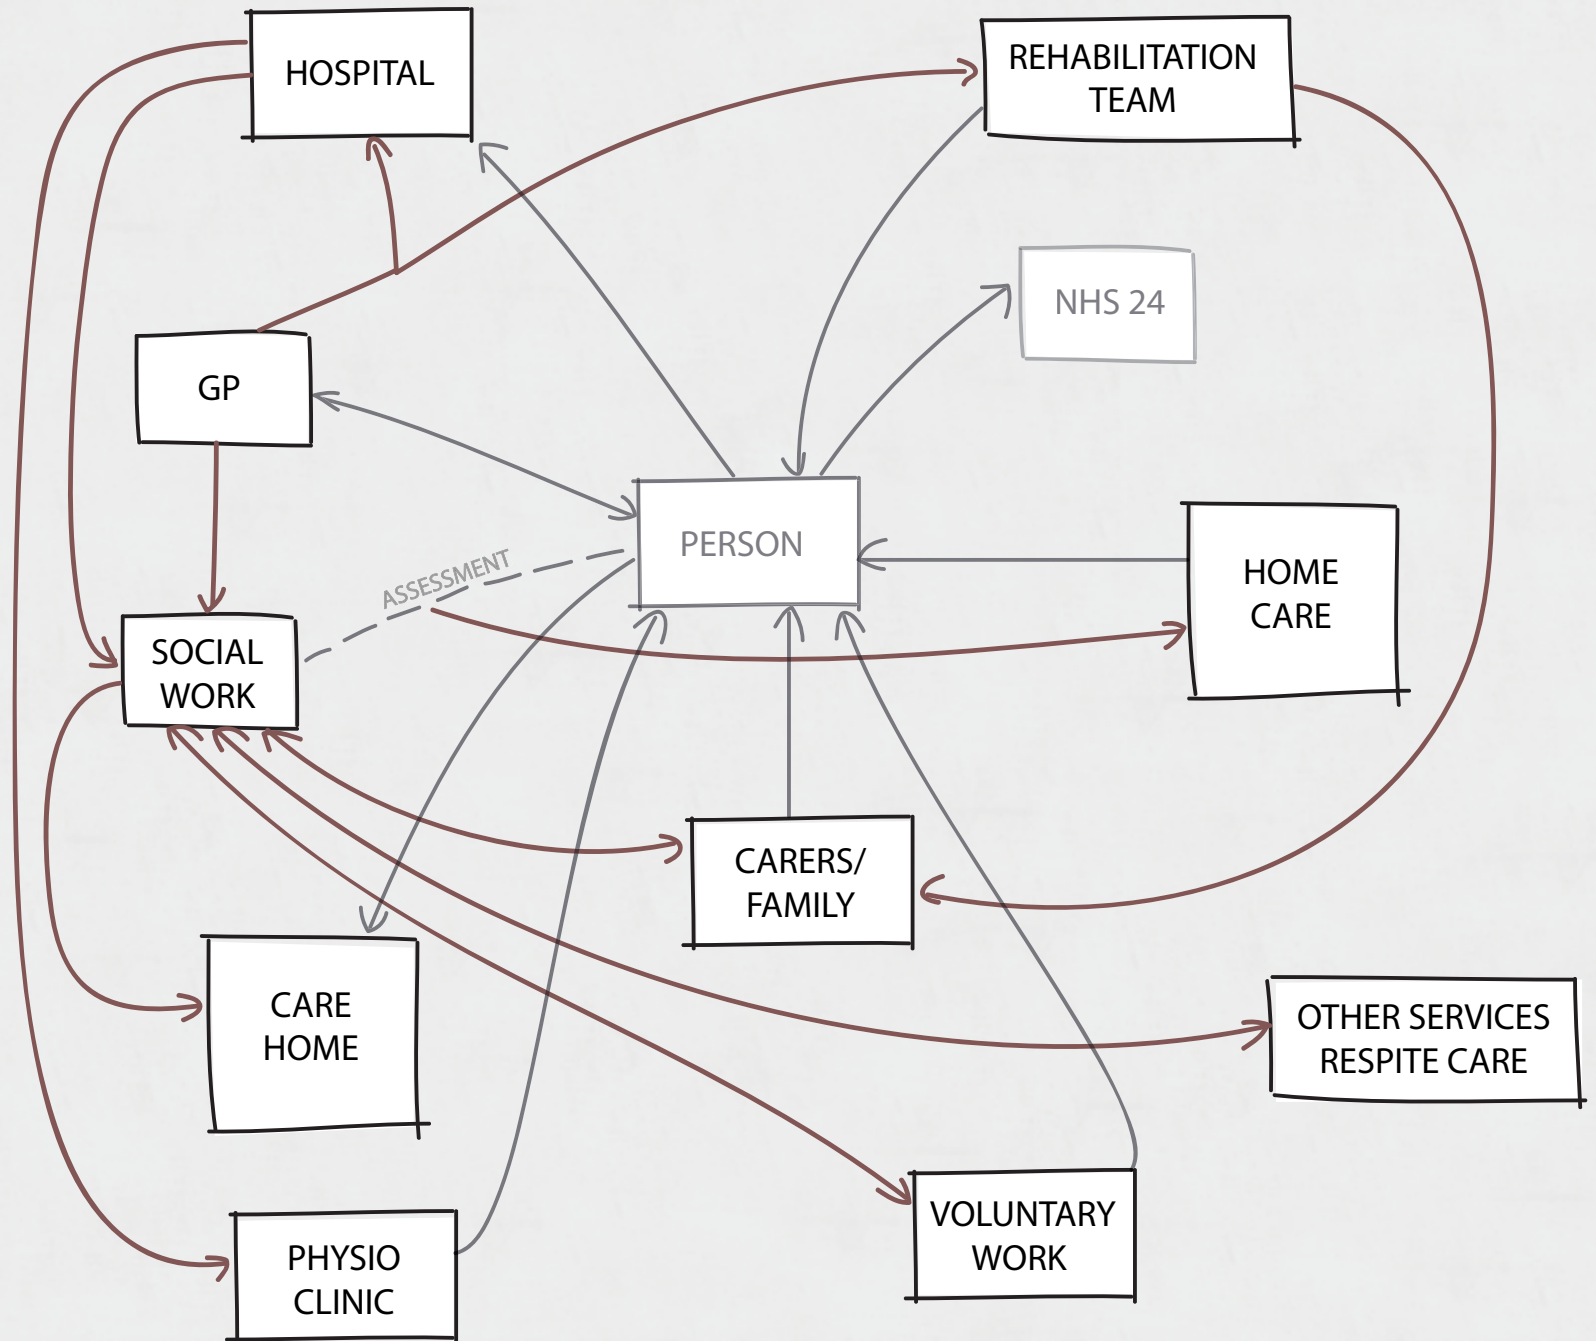 HOSPITAL
REHABILITATION
TEAM
NHS 24
GP
PERSON
HOME
CARE
ASSESSMENT
SOCIAL
WORK
CARERS/
FAMILY
CARE
HOME
OTHER SERVICES
RESPITE CARE
VOLUNTARY
WORK
PHYSIO
CLINIC